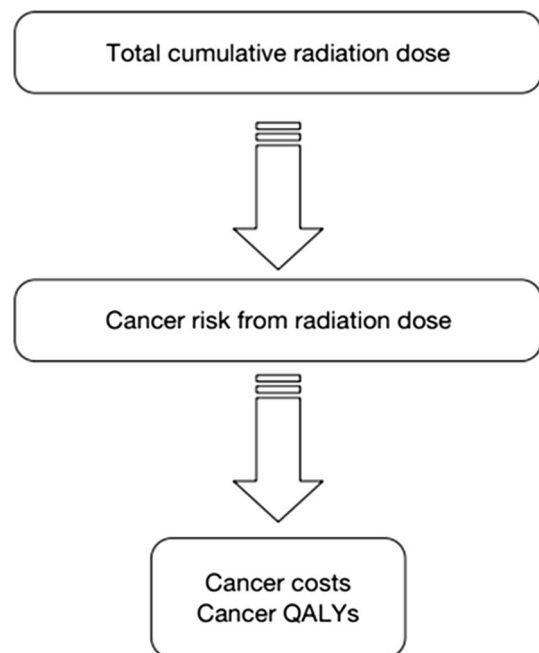 Total cumulative radiation dose
Cancer risk from radiation dose
Cancer costs
Cancer QALYs